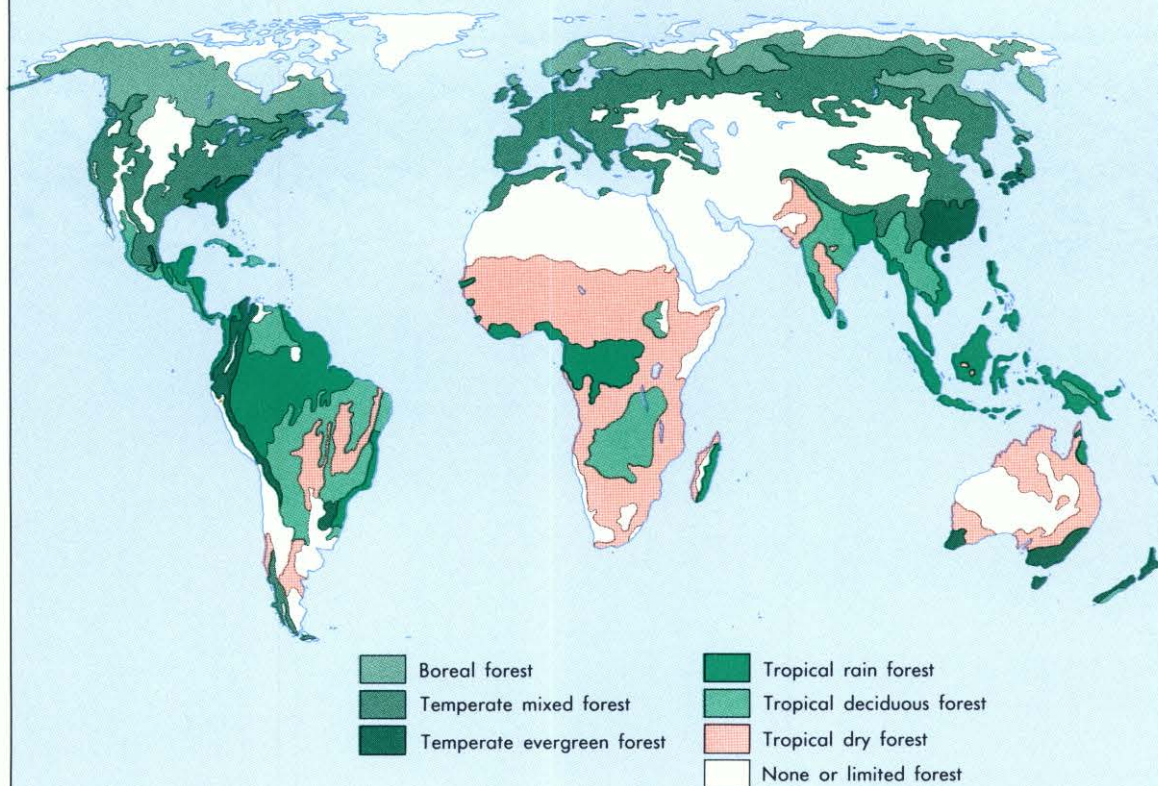 Boreal forest
Temperate mixed forest
Temperate evergreen forest
Tropical rain forest
Tropical deciduous forest
Tropical dry forest
None or limited forest